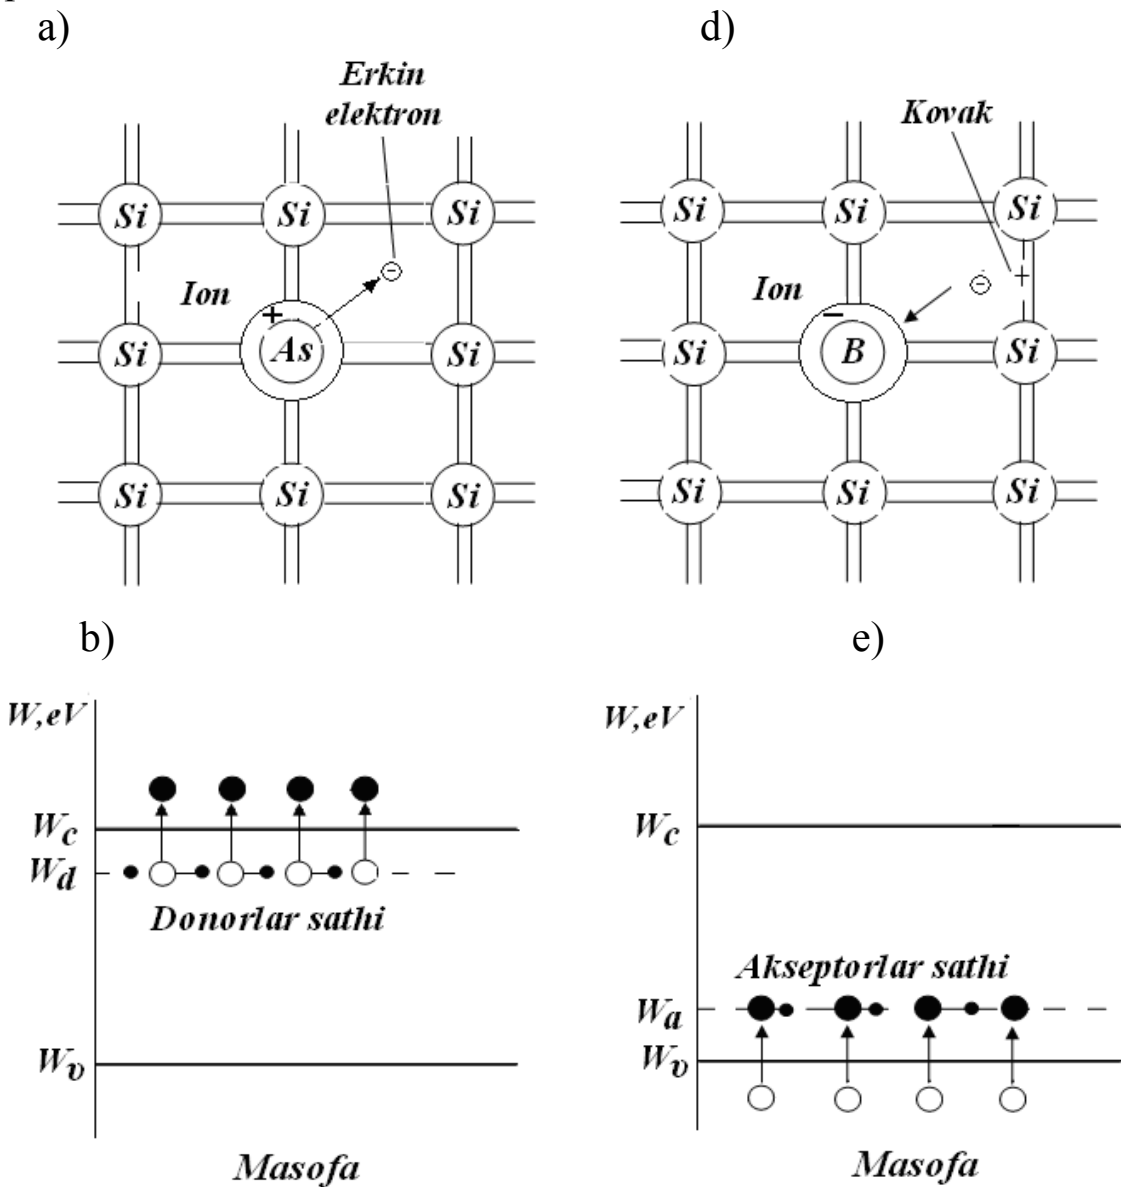 a)
Erkin
elektron
Si Si Si
Ion
+ -
Si As Si
Si Si Si
d)
Kovak
Si Si Si
Ion
- - +
Si B Si
Si Si Si
b)
W,eV
Wc
Wd
Donorlar sathi
Wv
Masofa
e)
W,eV
Wc
Akseptorlar sathi
Wa
Wv
Masofa